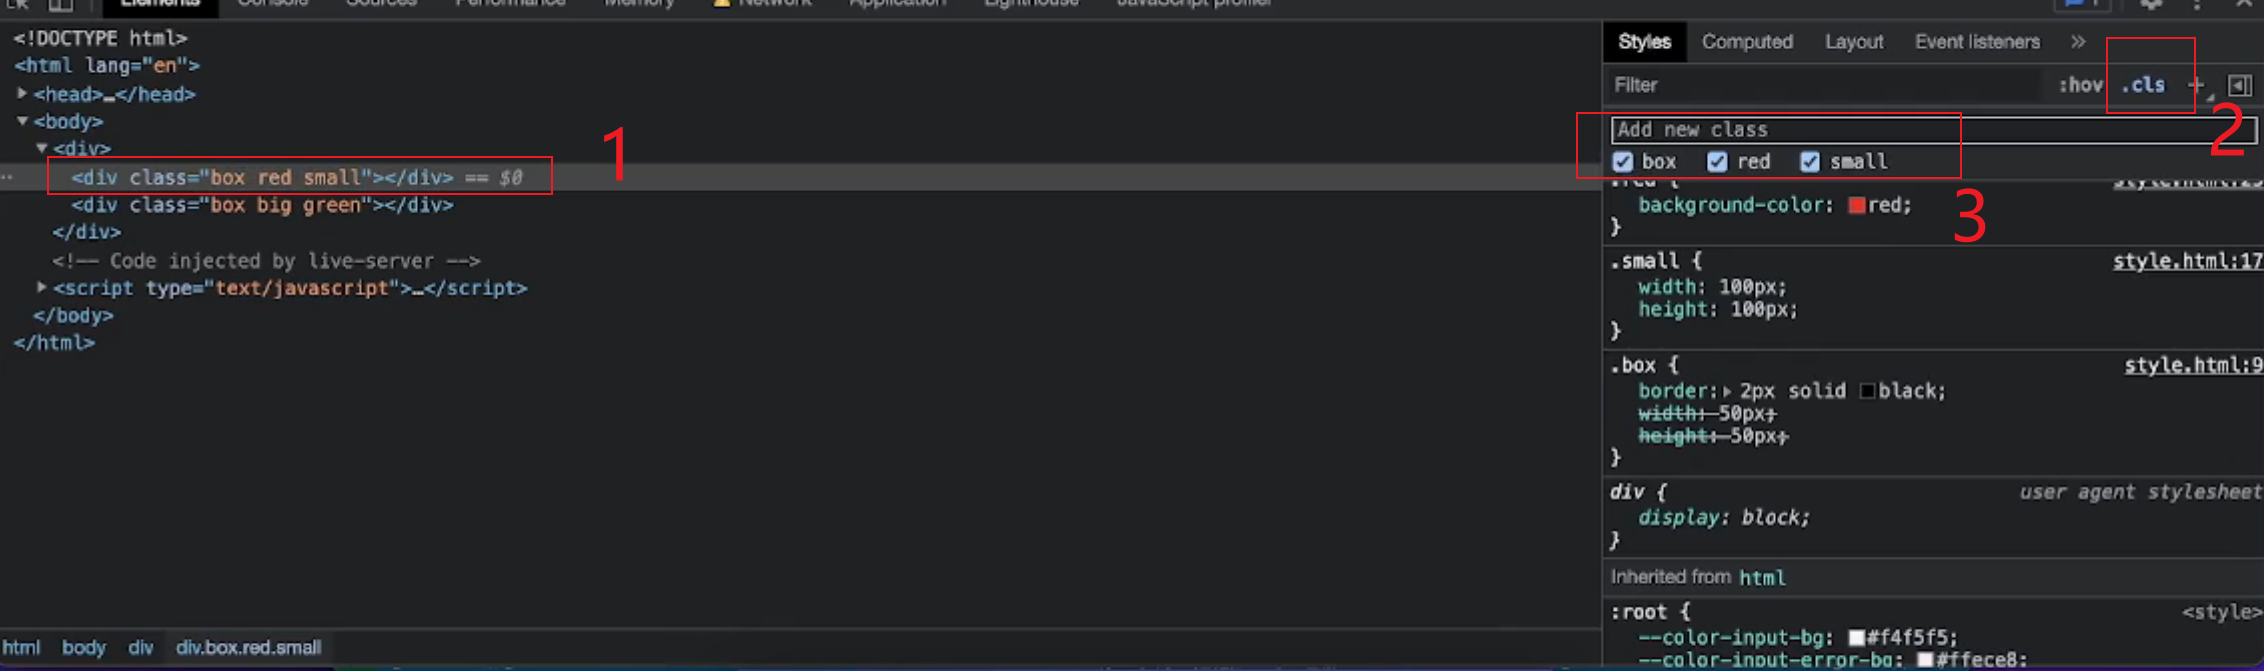 Elements Console Sources Performance Memory Network Application Lighthouse JavaScript profiler
<!DOCTYPE html>
<html lang="en">
<head>…</head>
<body>
<div>
<div class="box red small"></div> == $0
<div class="box big green"></div>
</div>
<!-- Code injected by live-server -->
<script type="text/javascript">…</script>
</body>
</html>
html body div div.box.red.small
1
Styles Computed Layout Event listeners »
Filter :hov .cls +
2
Add new class
box red small
3
.red { style.html:23
background-color: red;
}
.small { style.html:17
width: 100px;
height: 100px;
}
.box { style.html:9
border: 2px solid black;
width: 50px;
height: 50px;
}
div { user agent stylesheet
display: block;
}
Inherited from html
:root { <style>
--color-input-bg: #f4f5f5;
--color-input-error-bg: #ffece8;